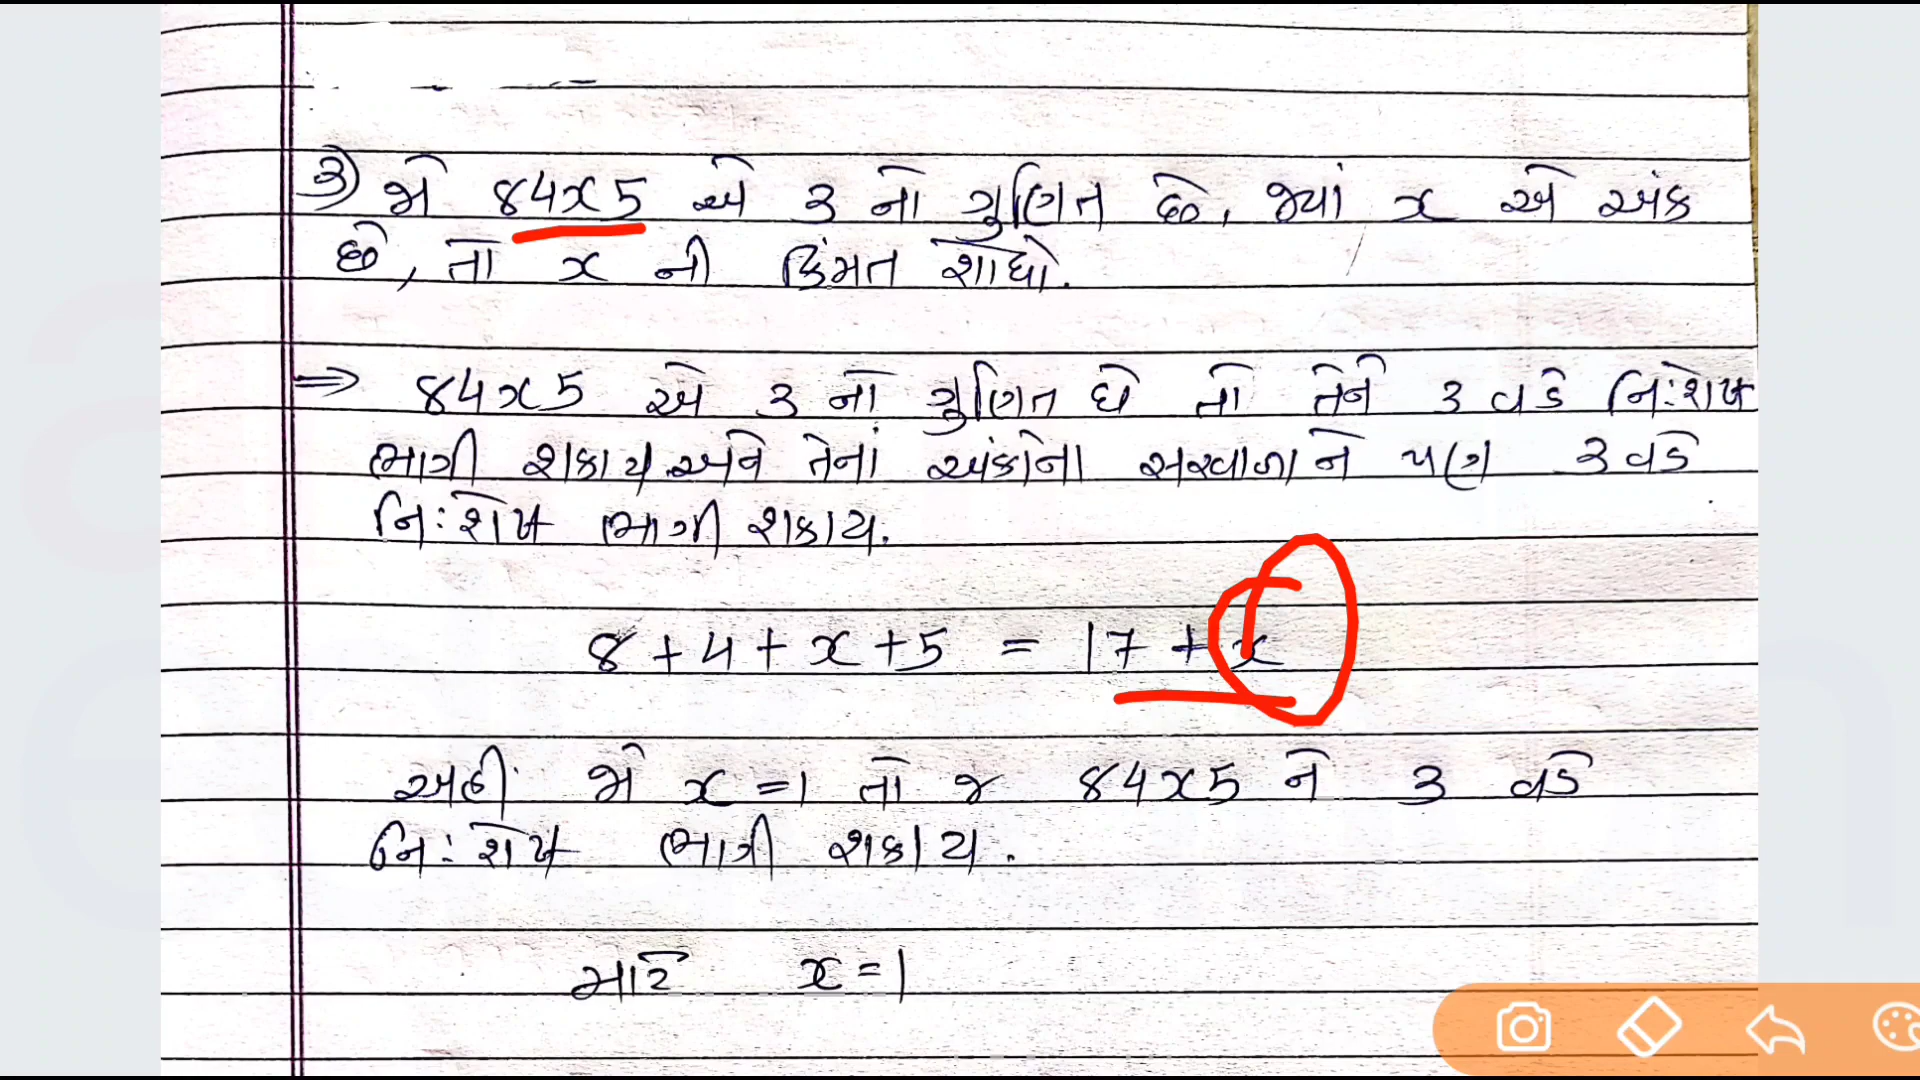 3) જો 84x5 એ 3 નો ગુણિત છે, જ્યાં x એ અંક
છે, તો x ની કિંમત શોધો.
⇒ 84x5 એ 3 નો ગુણિત છે તો તેને 3 વડે નિઃશેષ
ભાગી શકાય અને તેનાં અંકોના સરવાળાને પણ 3 વડે
નિઃશેષ ભાગી શકાય.
8+4+x+5 = 17+x
અહીં જો x=1 તો જ 84x5 ને 3 વડે
નિઃશેષ ભાગી શકાય.
માટે x=1